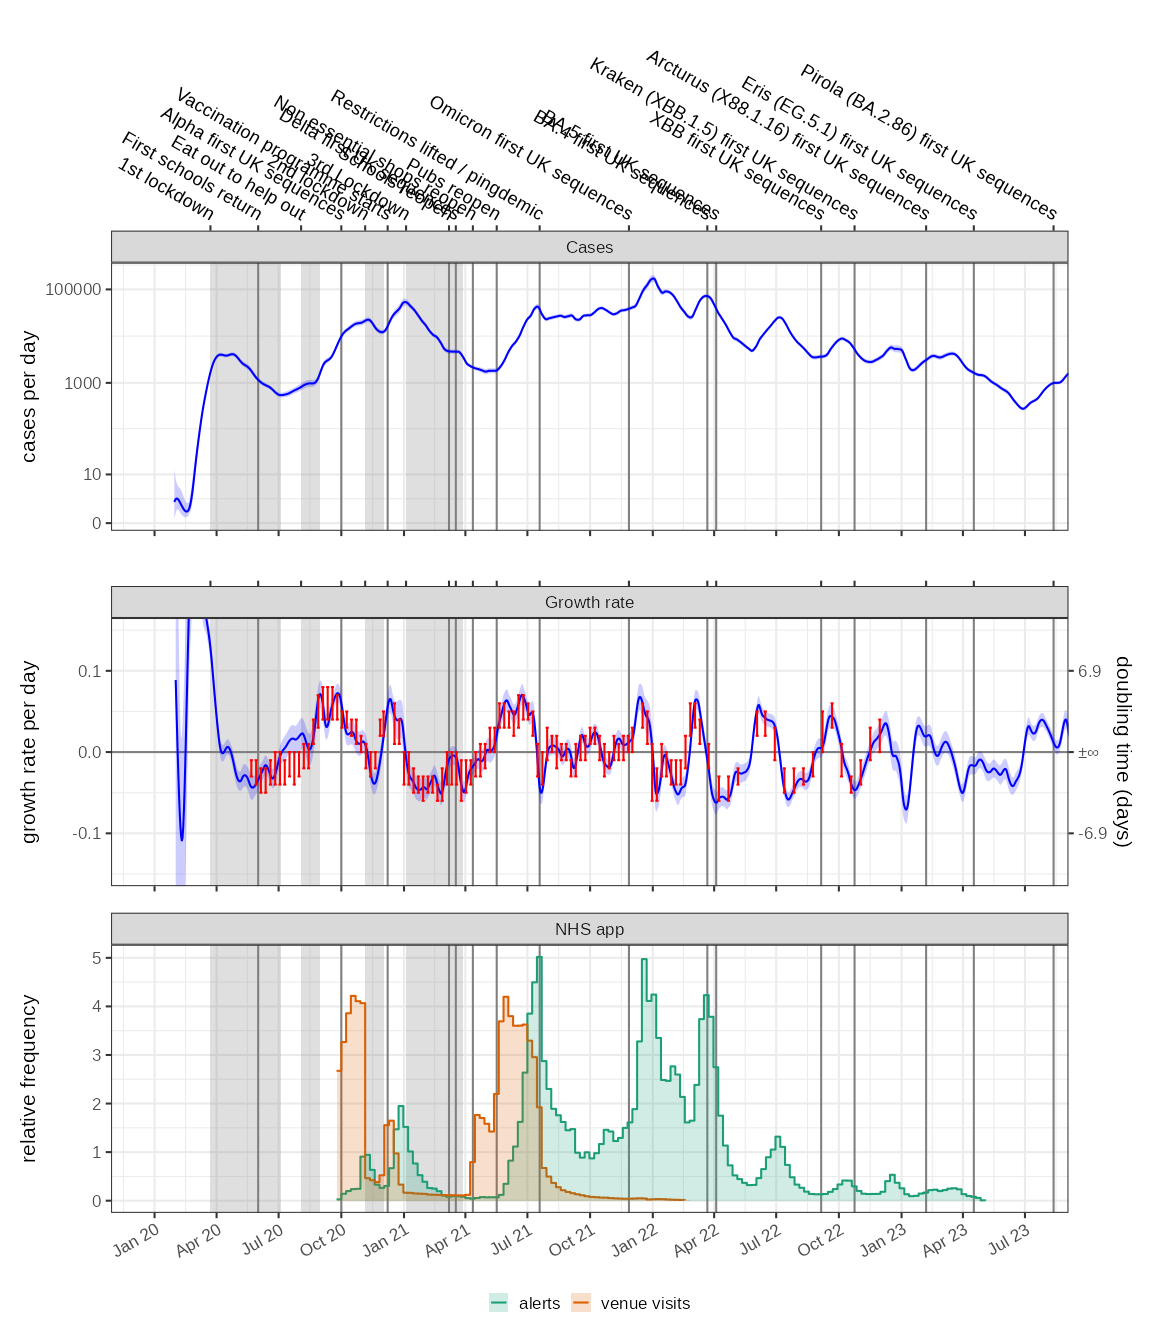 1st lockdown
First schools return
Eat out to help out
Alpha first UK sequences
Vaccination programme starts
2nd lockdown
3rd Lockdown
Schools reopen
Delta first UK sequences
Non essential shops reopen
Pubs reopen
Restrictions lifted / pingdemic
Omicron first UK sequences
BA.4 first UK sequences
BA.5 first UK sequences
XBB first UK sequences
Kraken (XBB.1.5) first UK sequences
Arcturus (X88.1.16) first UK sequences
Eris (EG.5.1) first UK sequences
Pirola (BA.2.86) first UK sequences
Cases
cases per day
100000
1000
10
0
Growth rate
growth rate per day
0.1
0.0
-0.1
6.9
±∞
-6.9
doubling time (days)
NHS app
relative frequency
5
4
3
2
1
0
Jan 20
Apr 20
Jul 20
Oct 20
Jan 21
Apr 21
Jul 21
Oct 21
Jan 22
Apr 22
Jul 22
Oct 22
Jan 23
Apr 23
Jul 23
alerts
venue visits